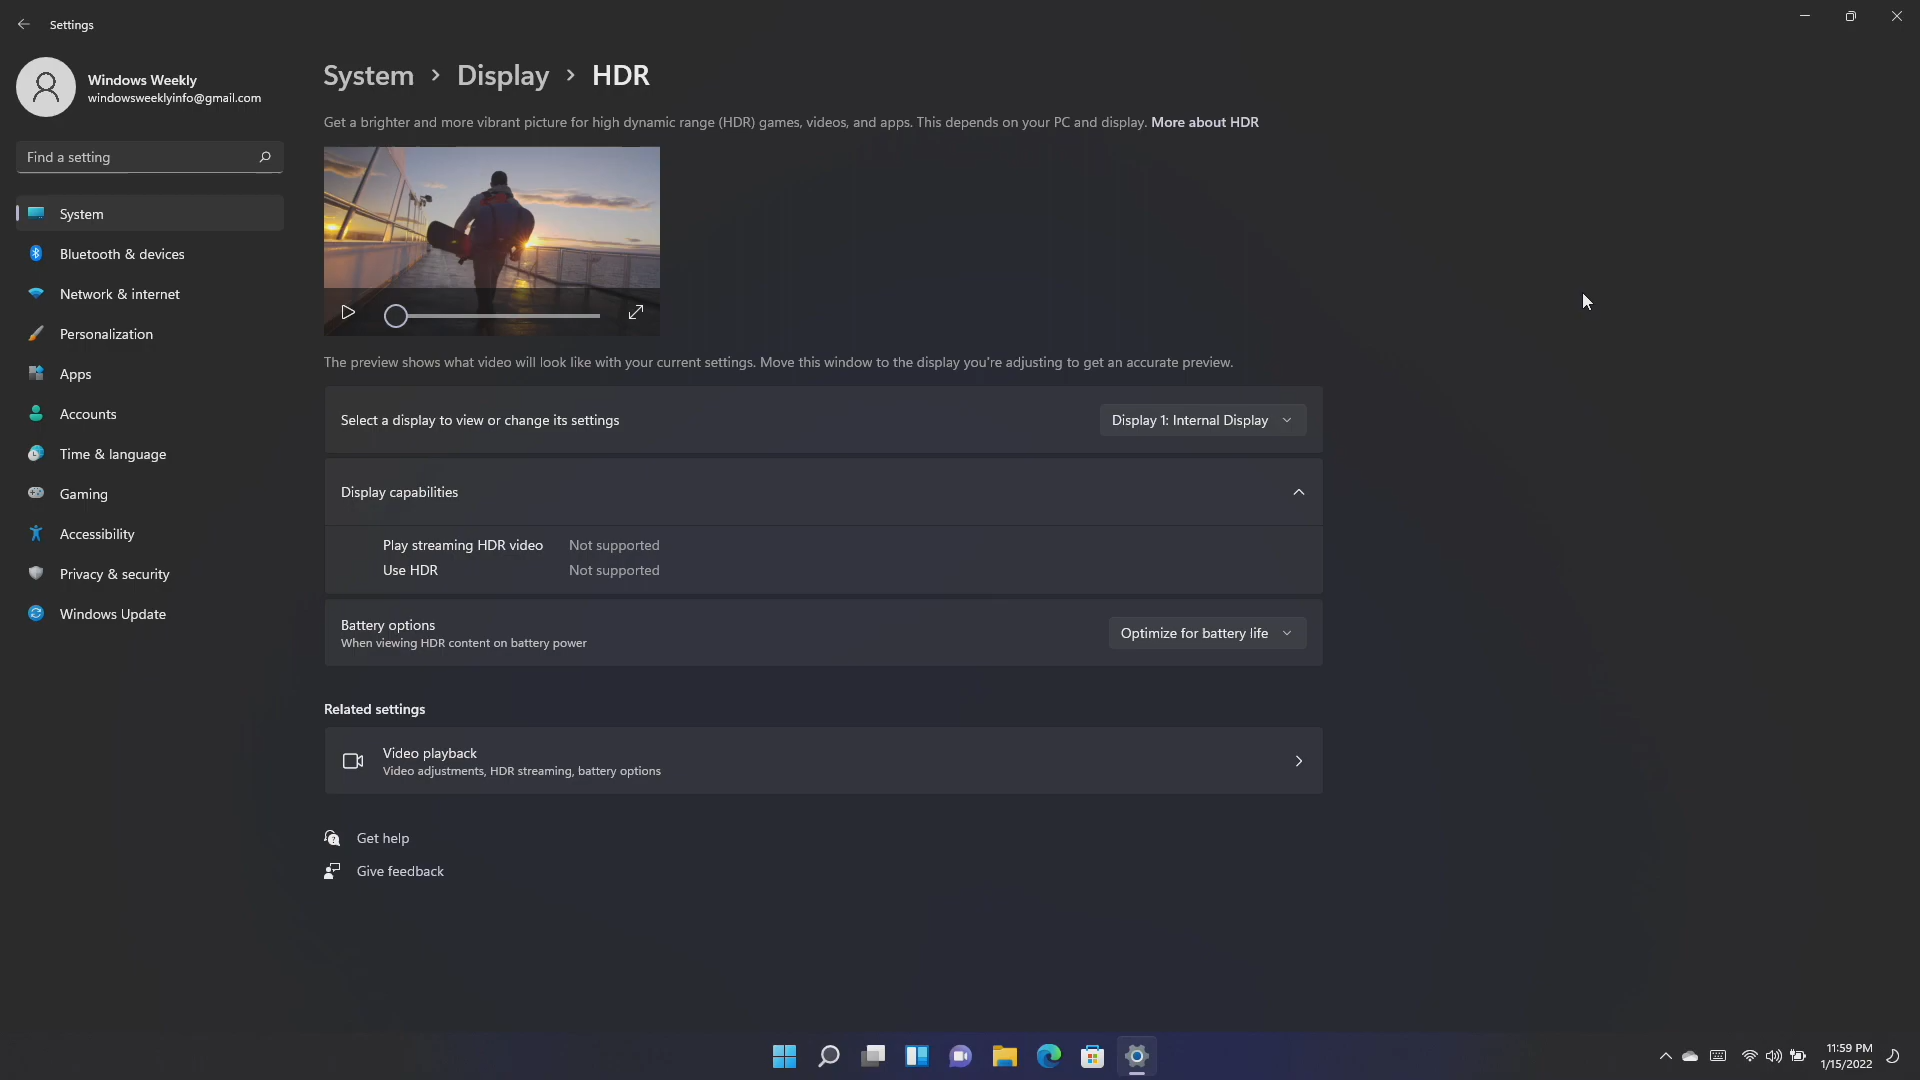 Settings
Windows Weekly
windowsweeklyinfo@gmail.com
Find a setting
System
Bluetooth & devices
Network & internet
Personalization
Apps
Accounts
Time & language
Gaming
Accessibility
Privacy & security
Windows Update
System > Display > HDR
Get a brighter and more vibrant picture for high dynamic range (HDR) games, videos, and apps. This depends on your PC and display. More about HDR
The preview shows what video will look like with your current settings. Move this window to the display you're adjusting to get an accurate preview.
Select a display to view or change its settings Display 1: Internal Display
Display capabilities
Play streaming HDR video Not supported
Use HDR Not supported
Battery options
When viewing HDR content on battery power
Optimize for battery life
Related settings
Video playback
Video adjustments, HDR streaming, battery options
Get help
Give feedback
11:59 PM
1/15/2022